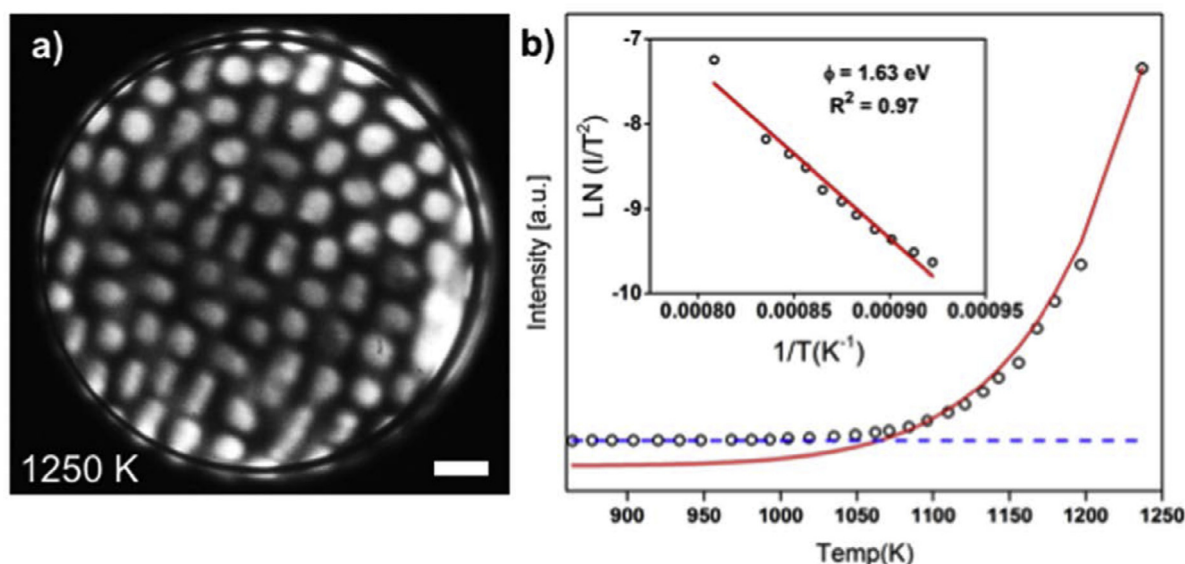 a)
1250 K
b)
Intensity [a.u.]
LN (I/T²)
-7
-8
-9
-10
ϕ = 1.63 eV
R² = 0.97
0.00080 0.00085 0.00090 0.00095
1/T(K⁻¹)
900 950 1000 1050 1100 1150 1200 1250
Temp(K)